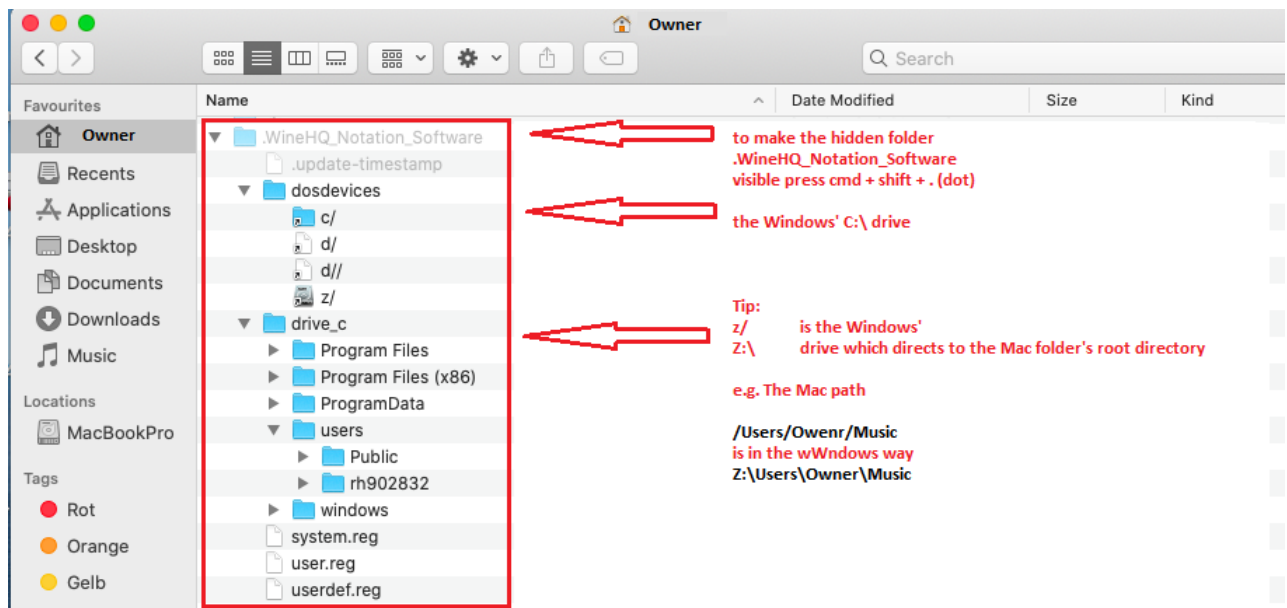 Owner
Search
Favourites
Owner
Recents
Applications
Desktop
Documents
Downloads
Music
Locations
MacBookPro
Tags
Rot
Orange
Gelb
Name Date Modified Size Kind
.WineHQ_Notation_Software
.update-timestamp
dosdevices
c/
d/
d//
z/
drive_c
Program Files
Program Files (x86)
ProgramData
users
Public
rh902832
windows
system.reg
user.reg
userdef.reg
to make the hidden folder
.WineHQ_Notation_Software
visible press cmd + shift + . (dot)
the Windows' C:\ drive
Tip:
z/ is the Windows'
Z:\ drive which directs to the Mac folder's root directory
e.g. The Mac path
/Users/Owenr/Music
is in the wWndows way
Z:\Users\Owner\Music